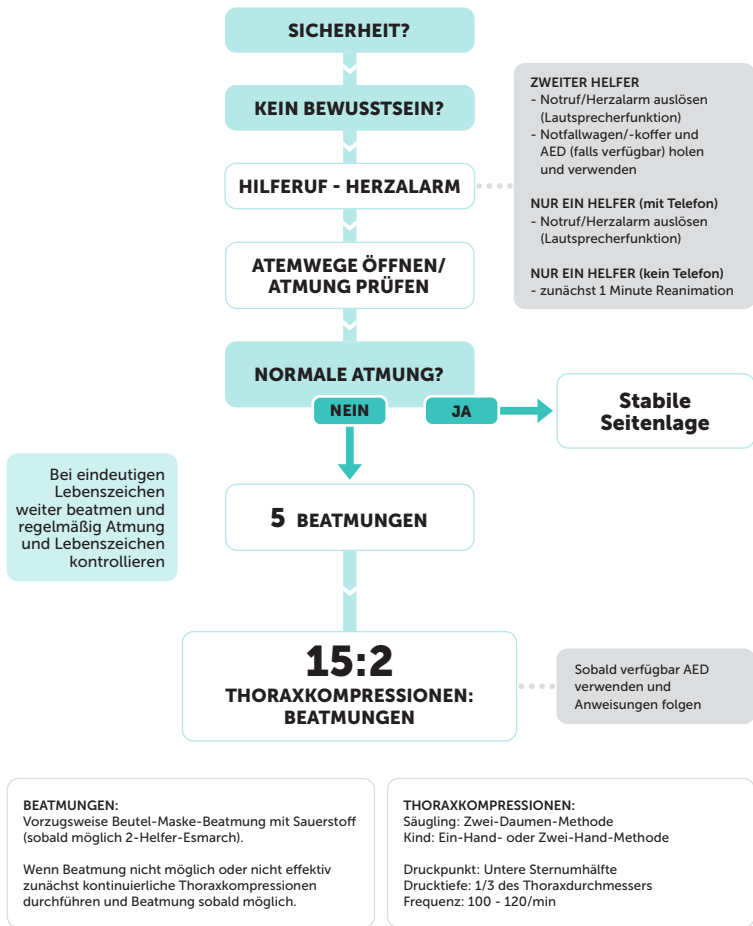 SICHERHEIT?
KEIN BEWUSSTSEIN?
HILFERUF - HERZALARM
ZWEITER HELFER
- Notruf/Herzalarm auslösen
(Lautsprecherfunktion)
- Notfallwagen/-koffer und
AED (falls verfügbar) holen
und verwenden
NUR EIN HELFER (mit Telefon)
- Notruf/Herzalarm auslösen
(Lautsprecherfunktion)
NUR EIN HELFER (kein Telefon)
- zunächst 1 Minute Reanimation
ATEMWEGE ÖFFNEN/
ATMUNG PRÜFEN
NORMALE ATMUNG?
NEIN
JA
Stabile
Seitenlage
Bei eindeutigen
Lebenszeichen
weiter beatmen und
regelmäßig Atmung
und Lebenszeichen
kontrollieren
5 BEATMUNGEN
15:2
THORAXKOMPRESSIONEN:
BEATMUNGEN
Sobald verfügbar AED
verwenden und
Anweisungen folgen
BEATMUNGEN:
Vorzugsweise Beutel-Maske-Beatmung mit Sauerstoff
(sobald möglich 2-Helfer-Esmarch).
Wenn Beatmung nicht möglich oder nicht effektiv
zunächst kontinuierliche Thoraxkompressionen
durchführen und Beatmung sobald möglich.
THORAXKOMPRESSIONEN:
Säugling: Zwei-Daumen-Methode
Kind: Ein-Hand- oder Zwei-Hand-Methode
Druckpunkt: Untere Sternumhälfte
Drucktiefe: 1/3 des Thoraxdurchmessers
Frequenz: 100 - 120/min